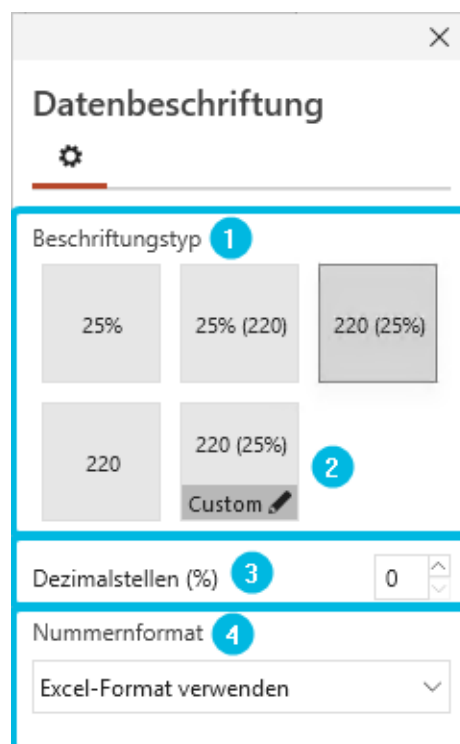 Datenbeschriftung
Beschriftungstyp 1
25% 25% (220) 220 (25%)
220 220 (25%) 2
Custom
Dezimalstellen (%) 3 0
Nummernformat 4
Excel-Format verwenden